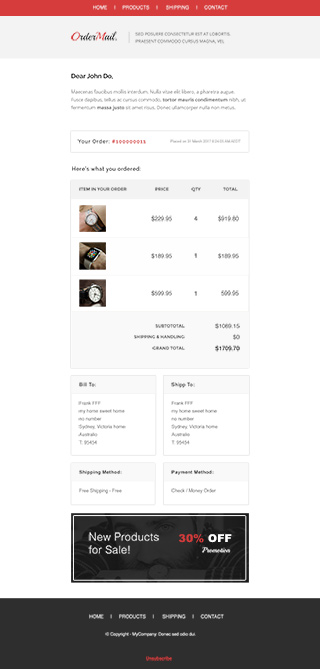 HOME | PRODUCTS | SHIPPING | CONTACT
OrderMail.
SED POSUERE CONSECTETUR EST AT LOBORTIS.
PRAESENT COMMODO CURSUS MAGNA, VEL
Dear John Do,
Maecenas faucibus mollis interdum. Nulla vitae elit libero, a pharetra augue.
Fusce dapibus, tellus ac cursus commodo, tortor mauris condimentum nibh, ut
fermentum massa justo sit amet risus. Donec ullamcorper nulla non metus.
Your Order: #100000015
Here's what you ordered:
ITEM IN YOUR ORDER PRICE QTY TOTAL
$229.95 4 $919.80
$189.95 1 $189.95
$599.95 1 599.95
SUBTOTOTAL $1089.15
SHIPPING & HANDLING: $0
GRAND TOTAL $1709.70
Bill To:
Frank FFF
my home sweet home
no number
Sydney, Victoria home
Australia
T: 95434
Shipp To:
Frank FFF
my home sweet home
no number
Sydney, Victoria home
Australia
T: 95434
Shipping Method:
Free Shipping - Free
Payment Method:
Check / Money Order
New Products
for Sale!
30% OFF
Promotion
HOME | PRODUCTS | SHIPPING | CONTACT
© Copyright - MyCompany Donec sed odio dui.